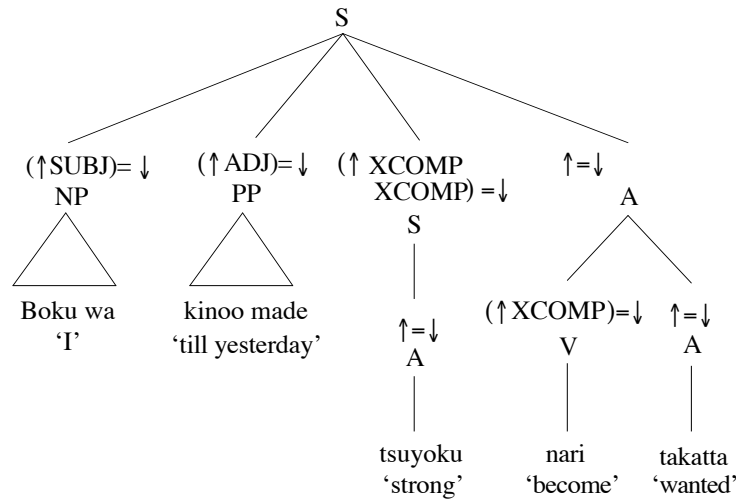 S
(↑SUBJ)=↓ (↑ADJ)=↓ (↑ XCOMP ↑=↓
XCOMP)=↓
NP PP S A
Boku wa kinoo made ↑=↓ (↑XCOMP)=↓ ↑=↓
‘I’ ‘till yesterday’ A V A
tsuyoku nari takatta
‘strong’ ‘become’ ‘wanted’